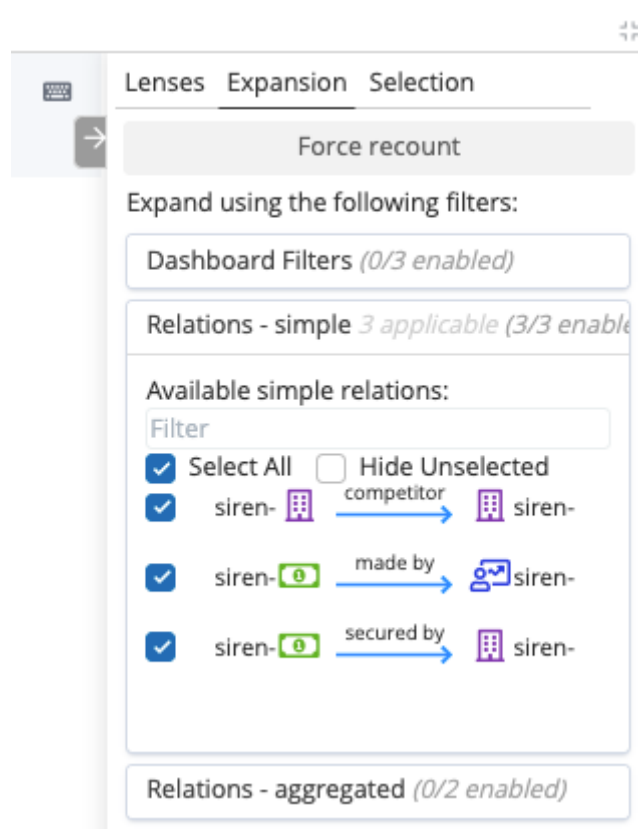 Lenses Expansion Selection
Force recount
Expand using the following filters:
Dashboard Filters (0/3 enabled)
Relations - simple 3 applicable (3/3 enable
Available simple relations:
Filter
Select All Hide Unselected
siren- competitor siren-
siren- made by siren-
siren- secured by siren-
Relations - aggregated (0/2 enabled)